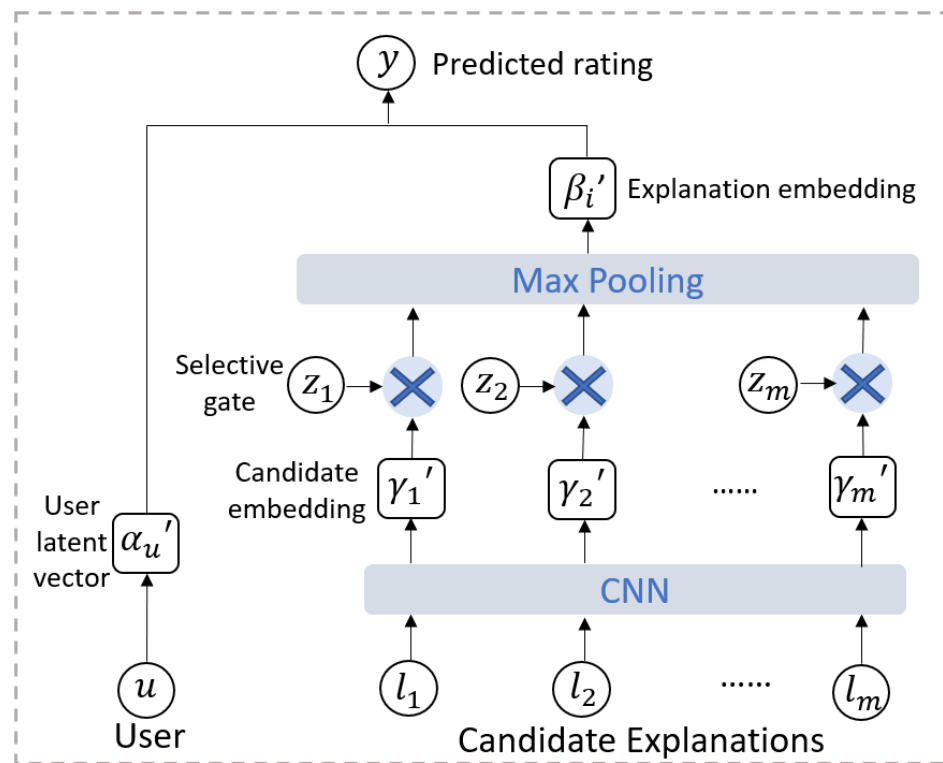 y Predicted rating
β_i′ Explanation embedding
Max Pooling
Selective
gate
z_1
z_2
z_m
Candidate
embedding
γ_1′
γ_2′
......
γ_m′
User
latent
vector
α_u′
CNN
u
l_1
l_2
......
l_m
User
Candidate Explanations